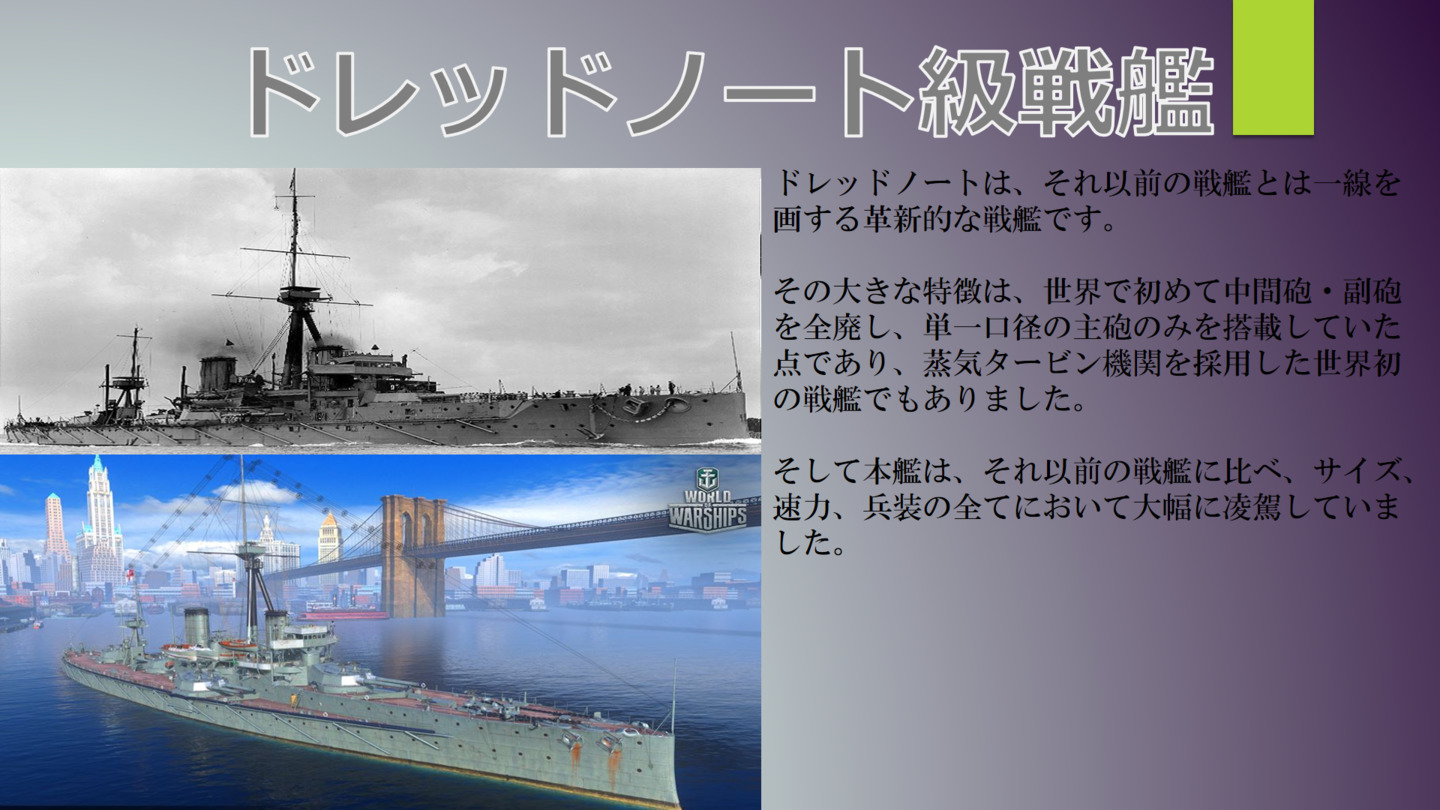 ドレッドノート級戦艦
ドレッドノートは、それ以前の戦艦とは一線を
画する革新的な戦艦です。
その大きな特徴は、世界で初めて中間砲・副砲
を全廃し、単一口径の主砲のみを搭載していた
点であり、蒸気タービン機関を採用した世界初
の戦艦でもありました。
そして本艦は、それ以前の戦艦に比べ、サイズ、
速力、兵装の全てにおいて大幅に凌駕していま
した。
WORLD
OF
WARSHIPS